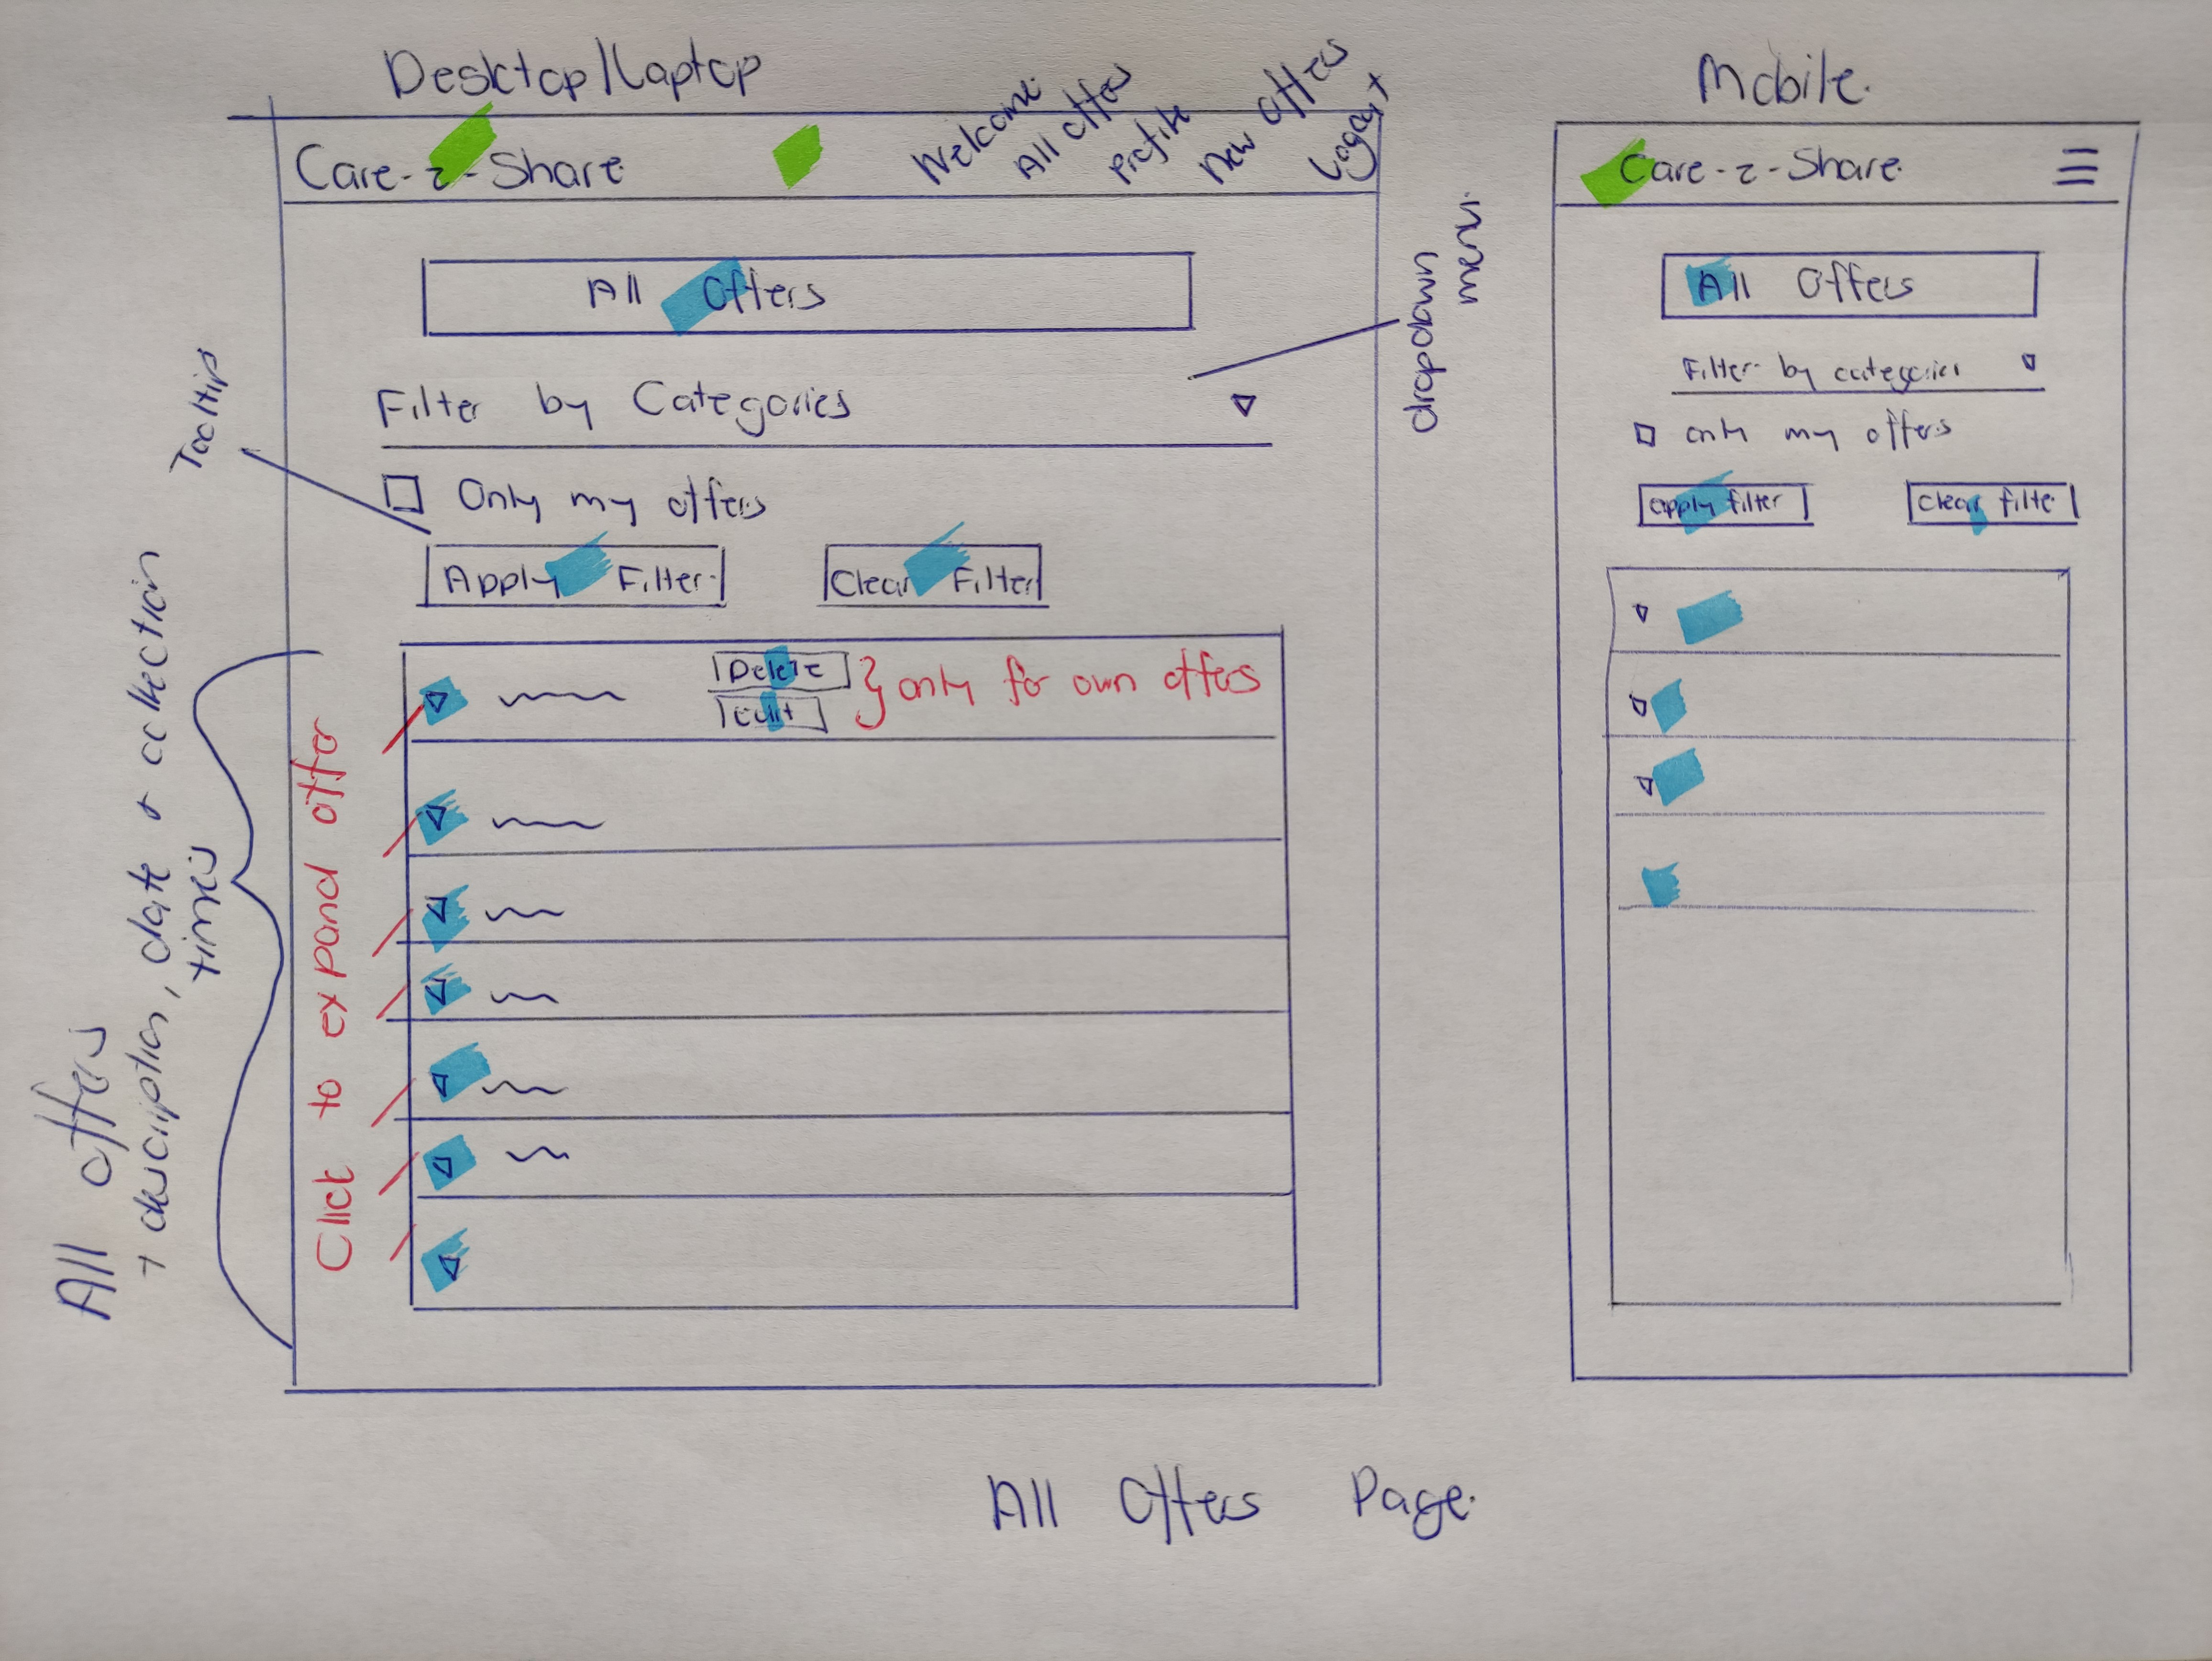 Desktop/Laptop
Care-2-Share
Welcome
All offers
Profile
New offers
Logout
All Offers
dropdown
menu
Filter by Categories
Tooltip
Only my offers
Apply Filter
Clear Filter
Delete
Edit
only for own offers
Click to expand offer
All offers
+ description, date & collection
times
Mobile
Care-2-Share
All Offers
Filter by categories
only my offers
apply filter
clear filte
All Offers Page